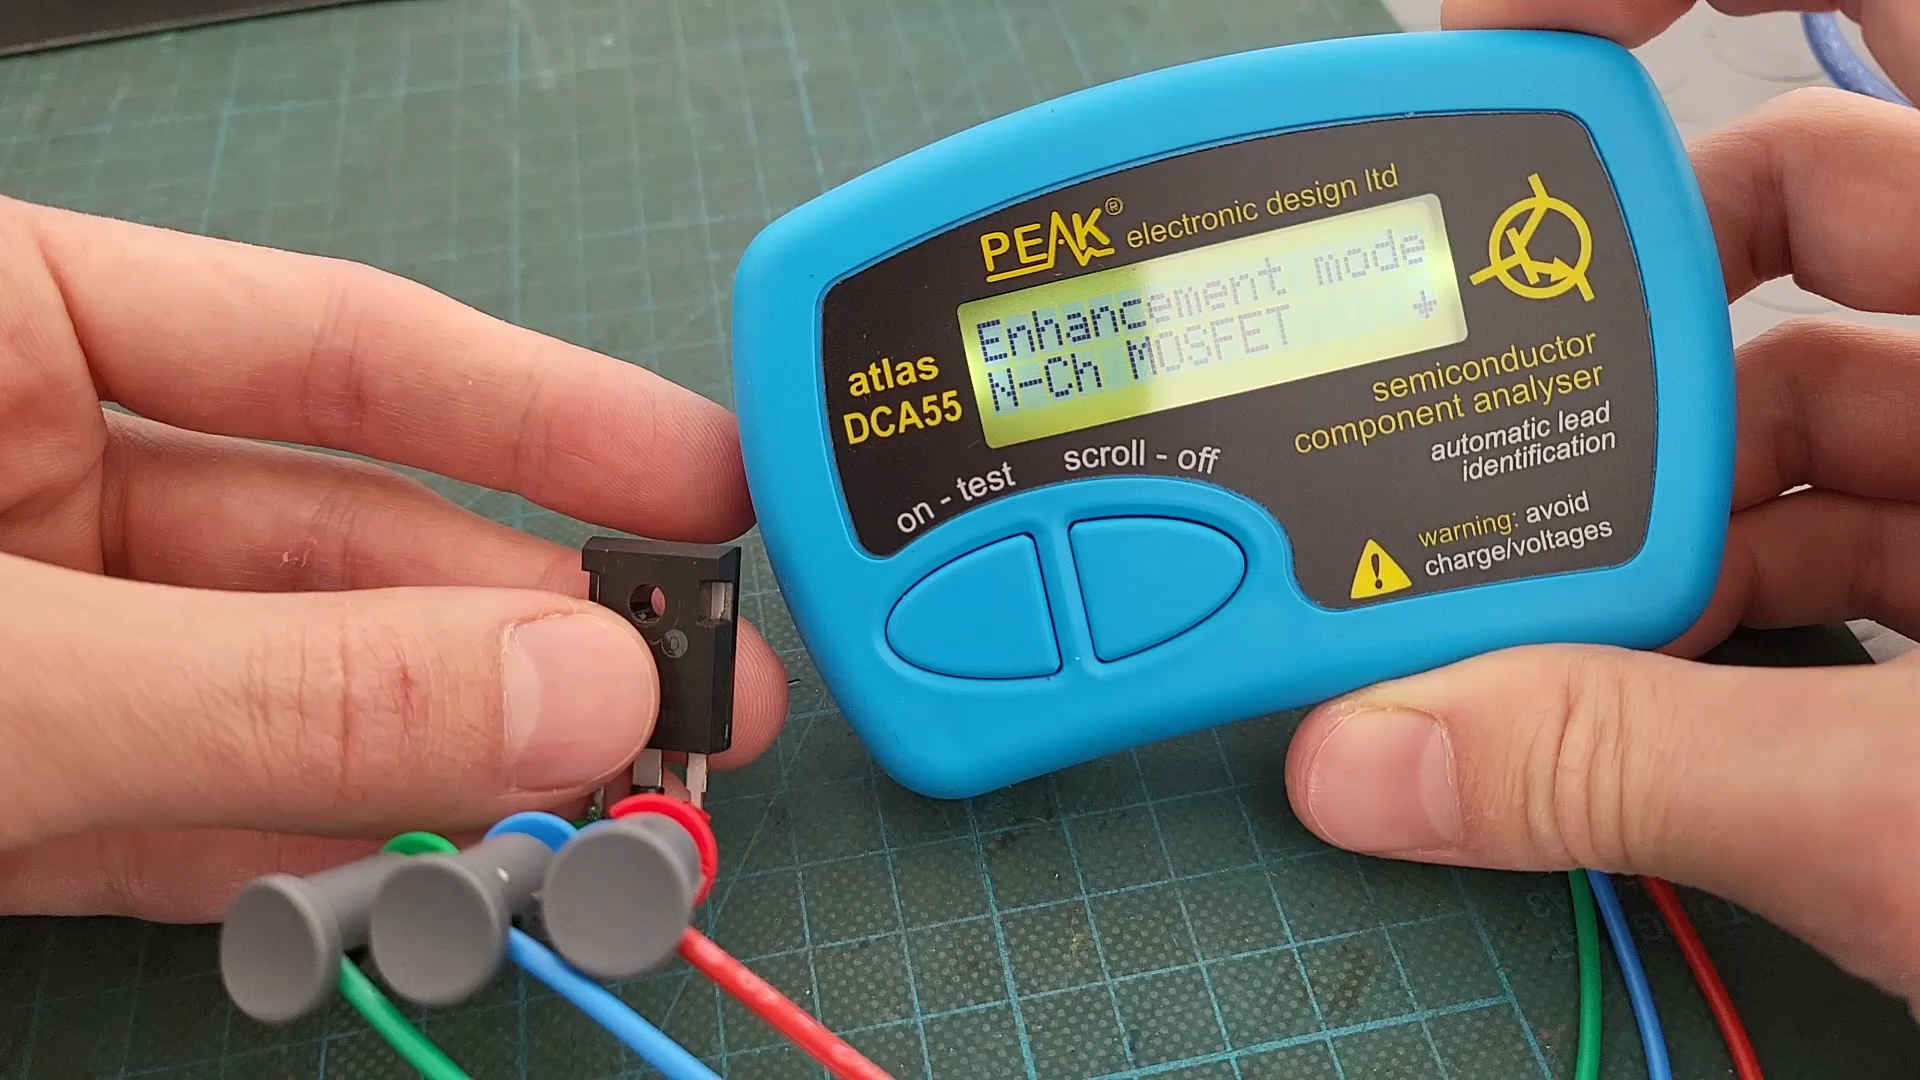 PEAK® electronic design ltd
Enhancement mode
N-Ch MOSFET
atlas
DCA55
semiconductor
component analyser
automatic lead
identification
on - test
scroll - off
warning: avoid
charge/voltages
A3